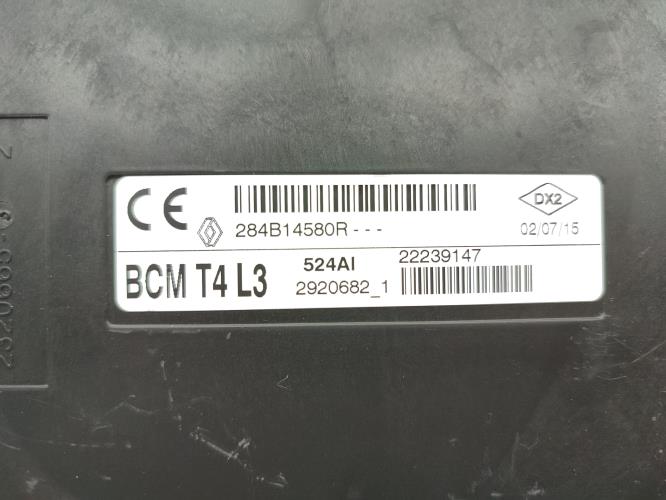 CE
284B14580R---
DX2
02/07/15
BCM T4 L3
524AI
2920682_1
22239147